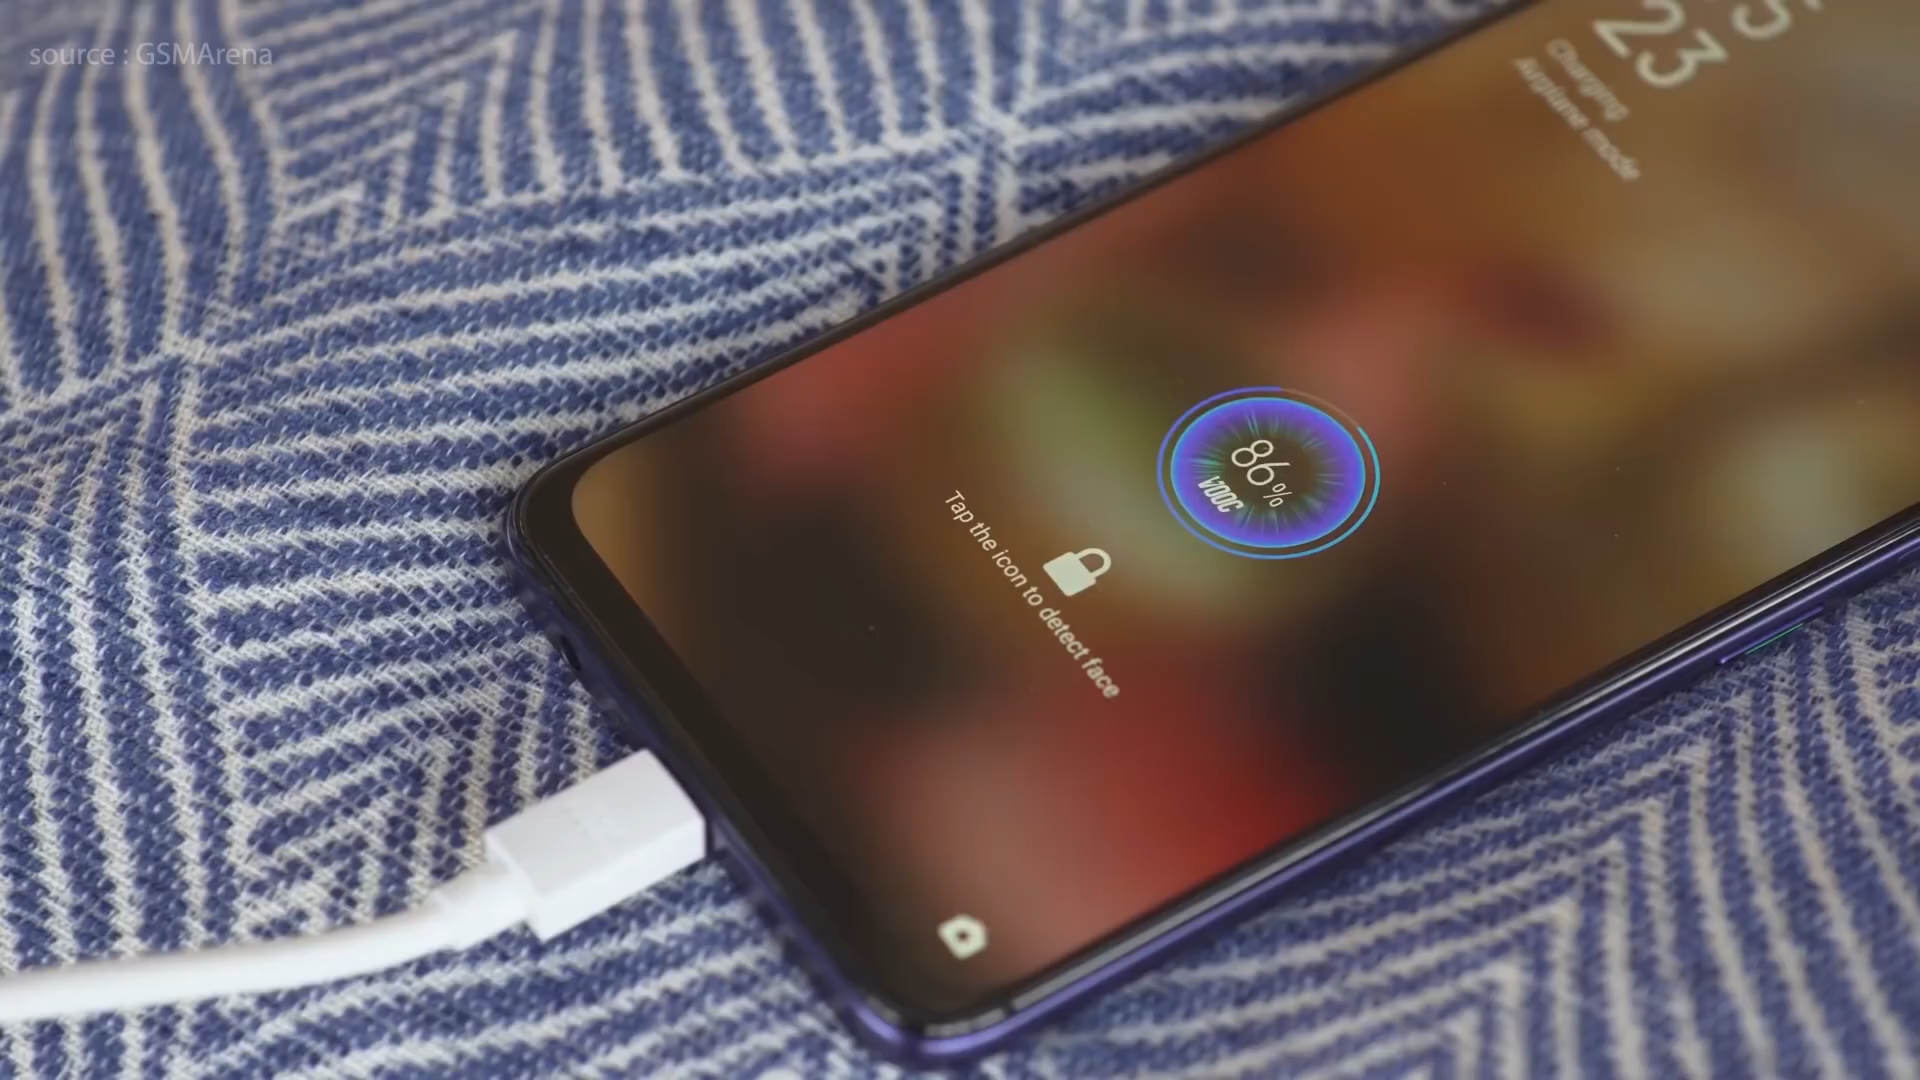 source : GSMArena
23
Charging
Airplane mode
86%
VOOC
Tap the icon to detect face